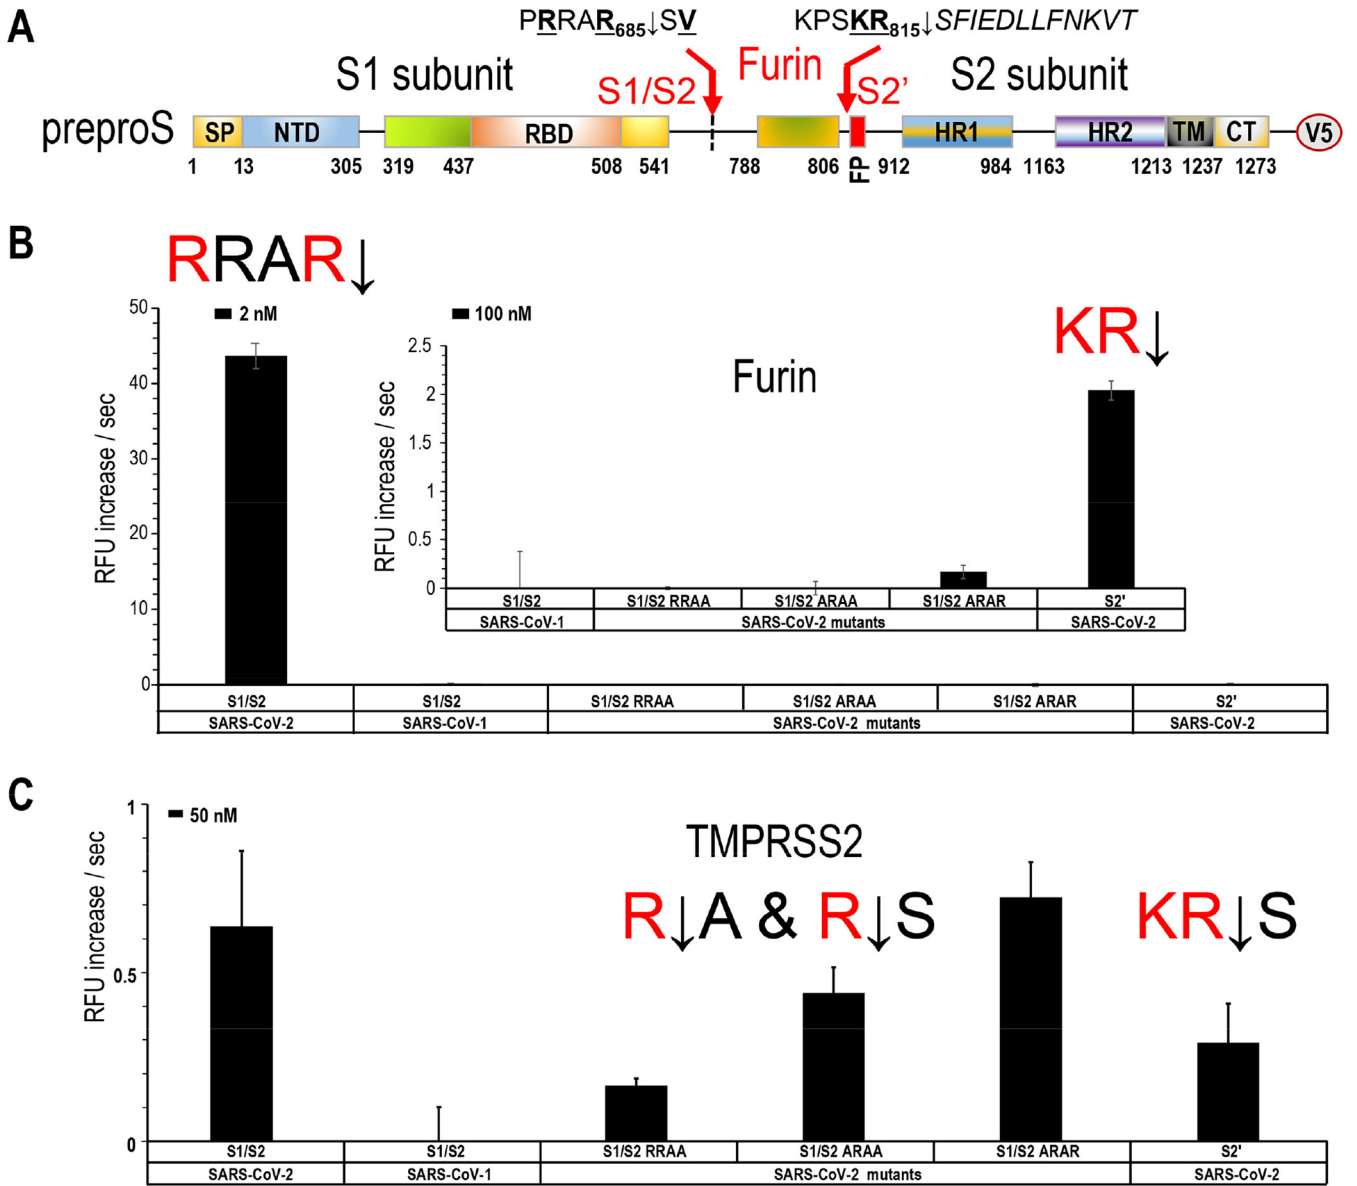 A
PRRAR685↓SV
KPSKR815↓SFIEDLLFNKVT
S1 subunit
Furin
S2 subunit
S1/S2
S2’
preproS
SP
NTD
RBD
HR1
HR2
TM
CT
V5
1 13 305 319 437 508 541 788 806 FP 912 984 1163 1213 1237 1273
B
RRAR↓
KR↓
2 nM
100 nM
Furin
RFU increase / sec
50
40
30
20
10
0
RFU increase / sec
2.5
2
1.5
1
0.5
0
S1/S2 S1/S2 RRAA S1/S2 ARAA S1/S2 ARAR S2'
SARS-CoV-1 SARS-CoV-2 mutants SARS-CoV-2
S1/S2 S1/S2 S1/S2 RRAA S1/S2 ARAA S1/S2 ARAR S2'
SARS-CoV-2 SARS-CoV-1 SARS-CoV-2 mutants SARS-CoV-2
C
50 nM
TMPRSS2
R↓A & R↓S
KR↓S
RFU increase / sec
1
0.5
0
S1/S2 S1/S2 S1/S2 RRAA S1/S2 ARAA S1/S2 ARAR S2'
SARS-CoV-2 SARS-CoV-1 SARS-CoV-2 mutants SARS-CoV-2